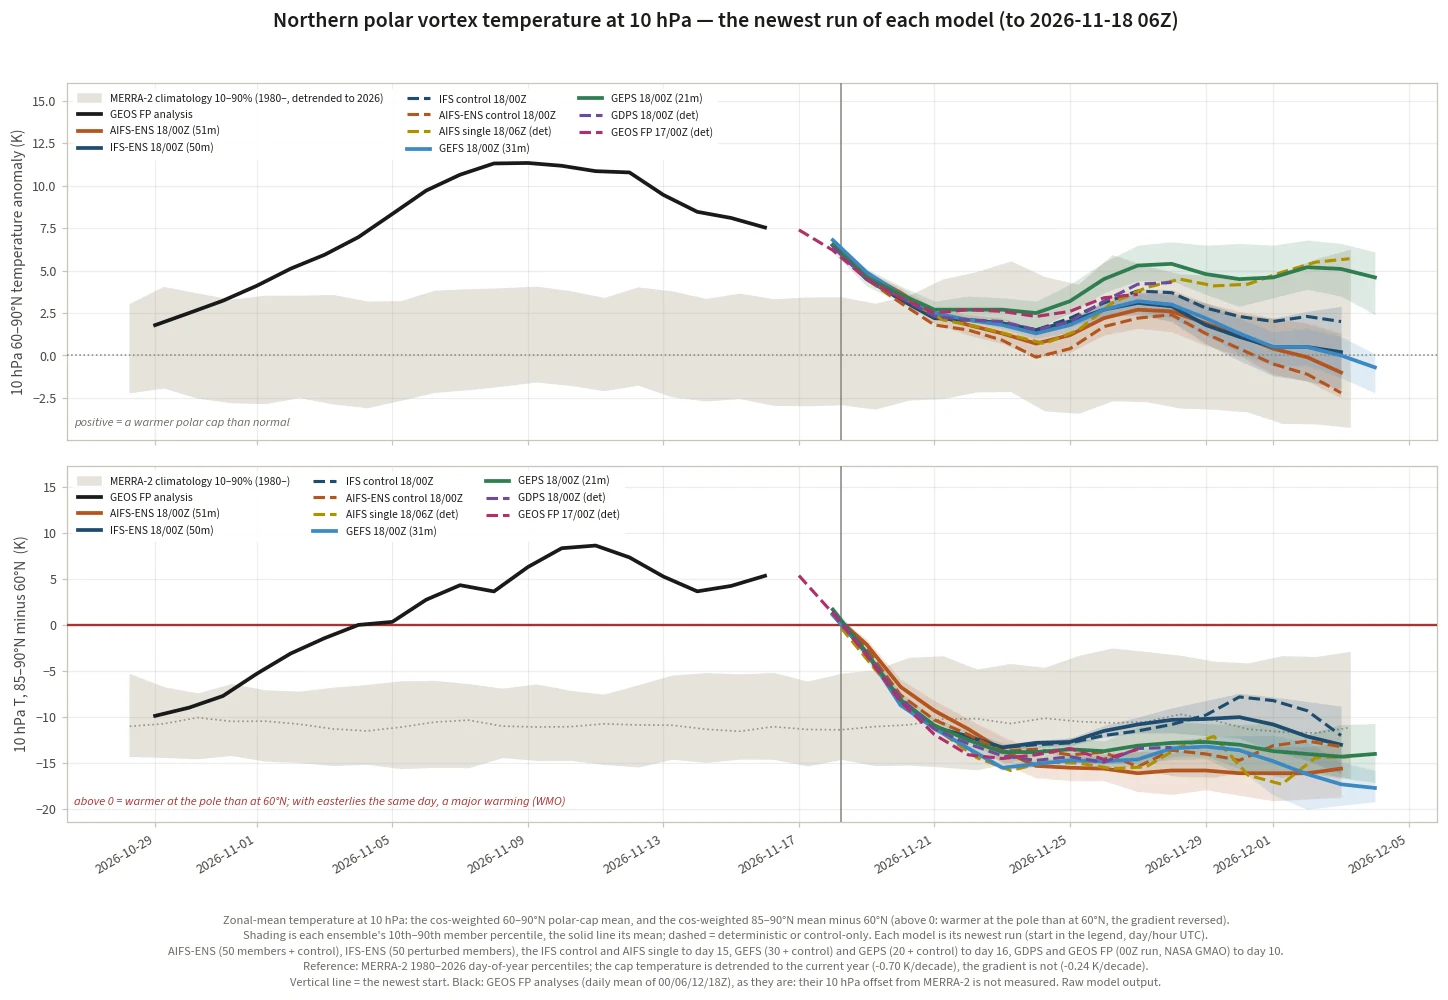 Northern polar vortex temperature at 10 hPa — the newest run of each model (to 2026-11-18 06Z)
10 hPa 60–90°N temperature anomaly (K)
15.0
12.5
10.0
7.5
5.0
2.5
0.0
−2.5
MERRA-2 climatology 10–90% (1980–, detrended to 2026)
GEOS FP analysis
AIFS-ENS 18/00Z (51m)
IFS-ENS 18/00Z (50m)
IFS control 18/00Z
AIFS-ENS control 18/00Z
AIFS single 18/06Z (det)
GEFS 18/00Z (31m)
GEPS 18/00Z (21m)
GDPS 18/00Z (det)
GEOS FP 17/00Z (det)
positive = a warmer polar cap than normal
10 hPa T, 85–90°N minus 60°N (K)
15
10
5
0
−5
−10
−15
−20
MERRA-2 climatology 10–90% (1980–)
GEOS FP analysis
AIFS-ENS 18/00Z (51m)
IFS-ENS 18/00Z (50m)
IFS control 18/00Z
AIFS-ENS control 18/00Z
AIFS single 18/06Z (det)
GEFS 18/00Z (31m)
GEPS 18/00Z (21m)
GDPS 18/00Z (det)
GEOS FP 17/00Z (det)
above 0 = warmer at the pole than at 60°N; with easterlies the same day, a major warming (WMO)
2026-10-29
2026-11-01
2026-11-05
2026-11-09
2026-11-13
2026-11-17
2026-11-21
2026-11-25
2026-11-29
2026-12-01
2026-12-05
Zonal-mean temperature at 10 hPa: the cos-weighted 60–90°N polar-cap mean, and the cos-weighted 85–90°N mean minus 60°N (above 0: warmer at the pole than at 60°N, the gradient reversed).
Shading is each ensemble's 10th–90th member percentile, the solid line its mean; dashed = deterministic or control-only. Each model is its newest run (start in the legend, day/hour UTC).
AIFS-ENS (50 members + control), IFS-ENS (50 perturbed members), the IFS control and AIFS single to day 15, GEFS (30 + control) and GEPS (20 + control) to day 16, GDPS and GEOS FP (00Z run, NASA GMAO) to day 10.
Reference: MERRA-2 1980–2026 day-of-year percentiles; the cap temperature is detrended to the current year (-0.70 K/decade), the gradient is not (-0.24 K/decade).
Vertical line = the newest start. Black: GEOS FP analyses (daily mean of 00/06/12/18Z), as they are: their 10 hPa offset from MERRA-2 is not measured. Raw model output.